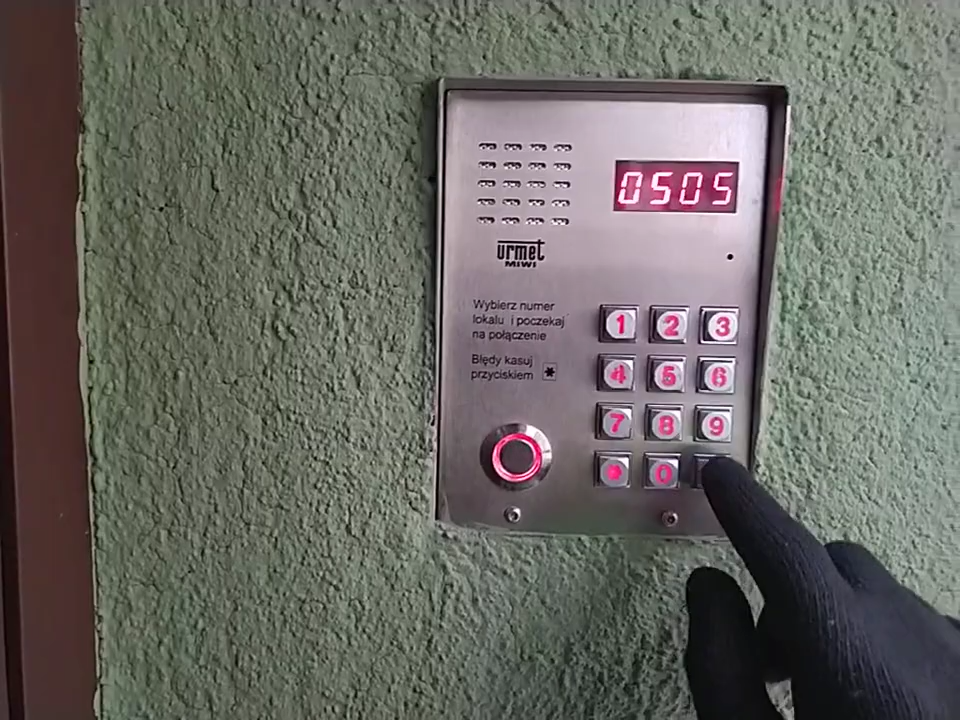 0505
urmet
MIWI
Wybierz numer
lokalu i poczekaj
na połączenie
Błędy kasuj
przyciskiem *
1 2 3
4 5 6
7 8 9
* 0